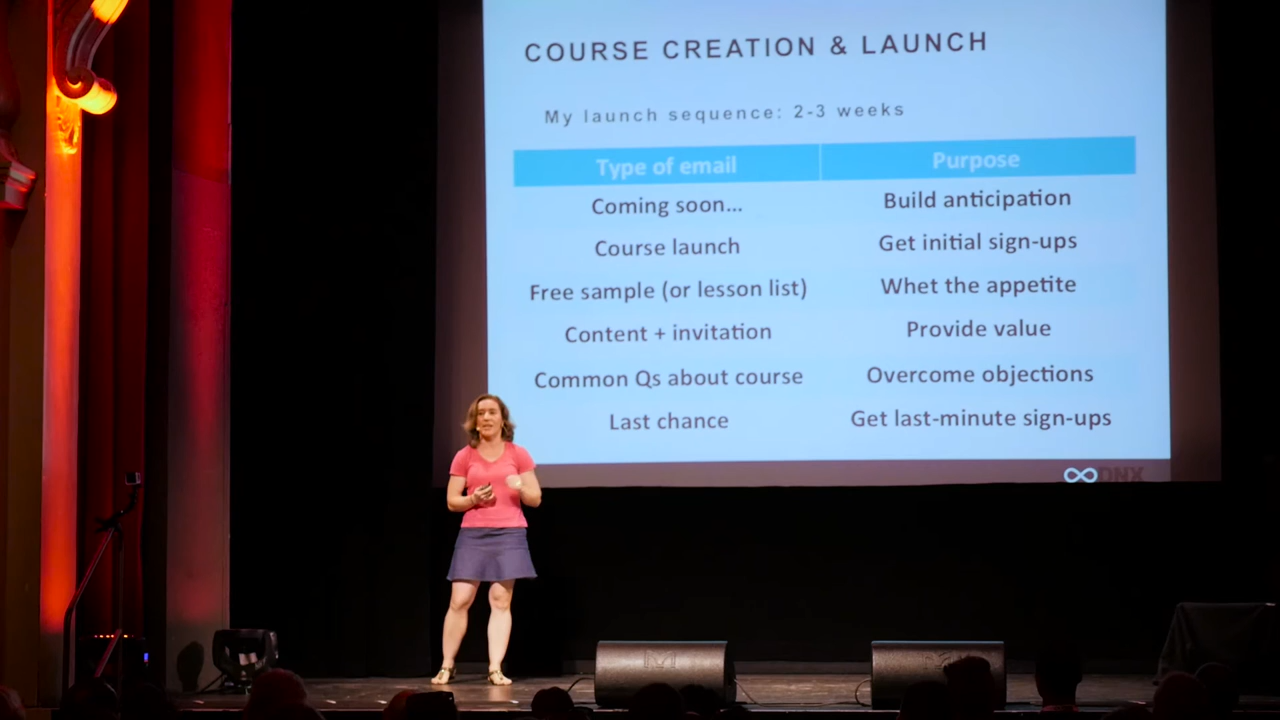 COURSE CREATION & LAUNCH
My launch sequence: 2-3 weeks
Type of email Purpose
Coming soon... Build anticipation
Course launch Get initial sign-ups
Free sample (or lesson list) Whet the appetite
Content + invitation Provide value
Common Qs about course Overcome objections
Last chance Get last-minute sign-ups
DNX